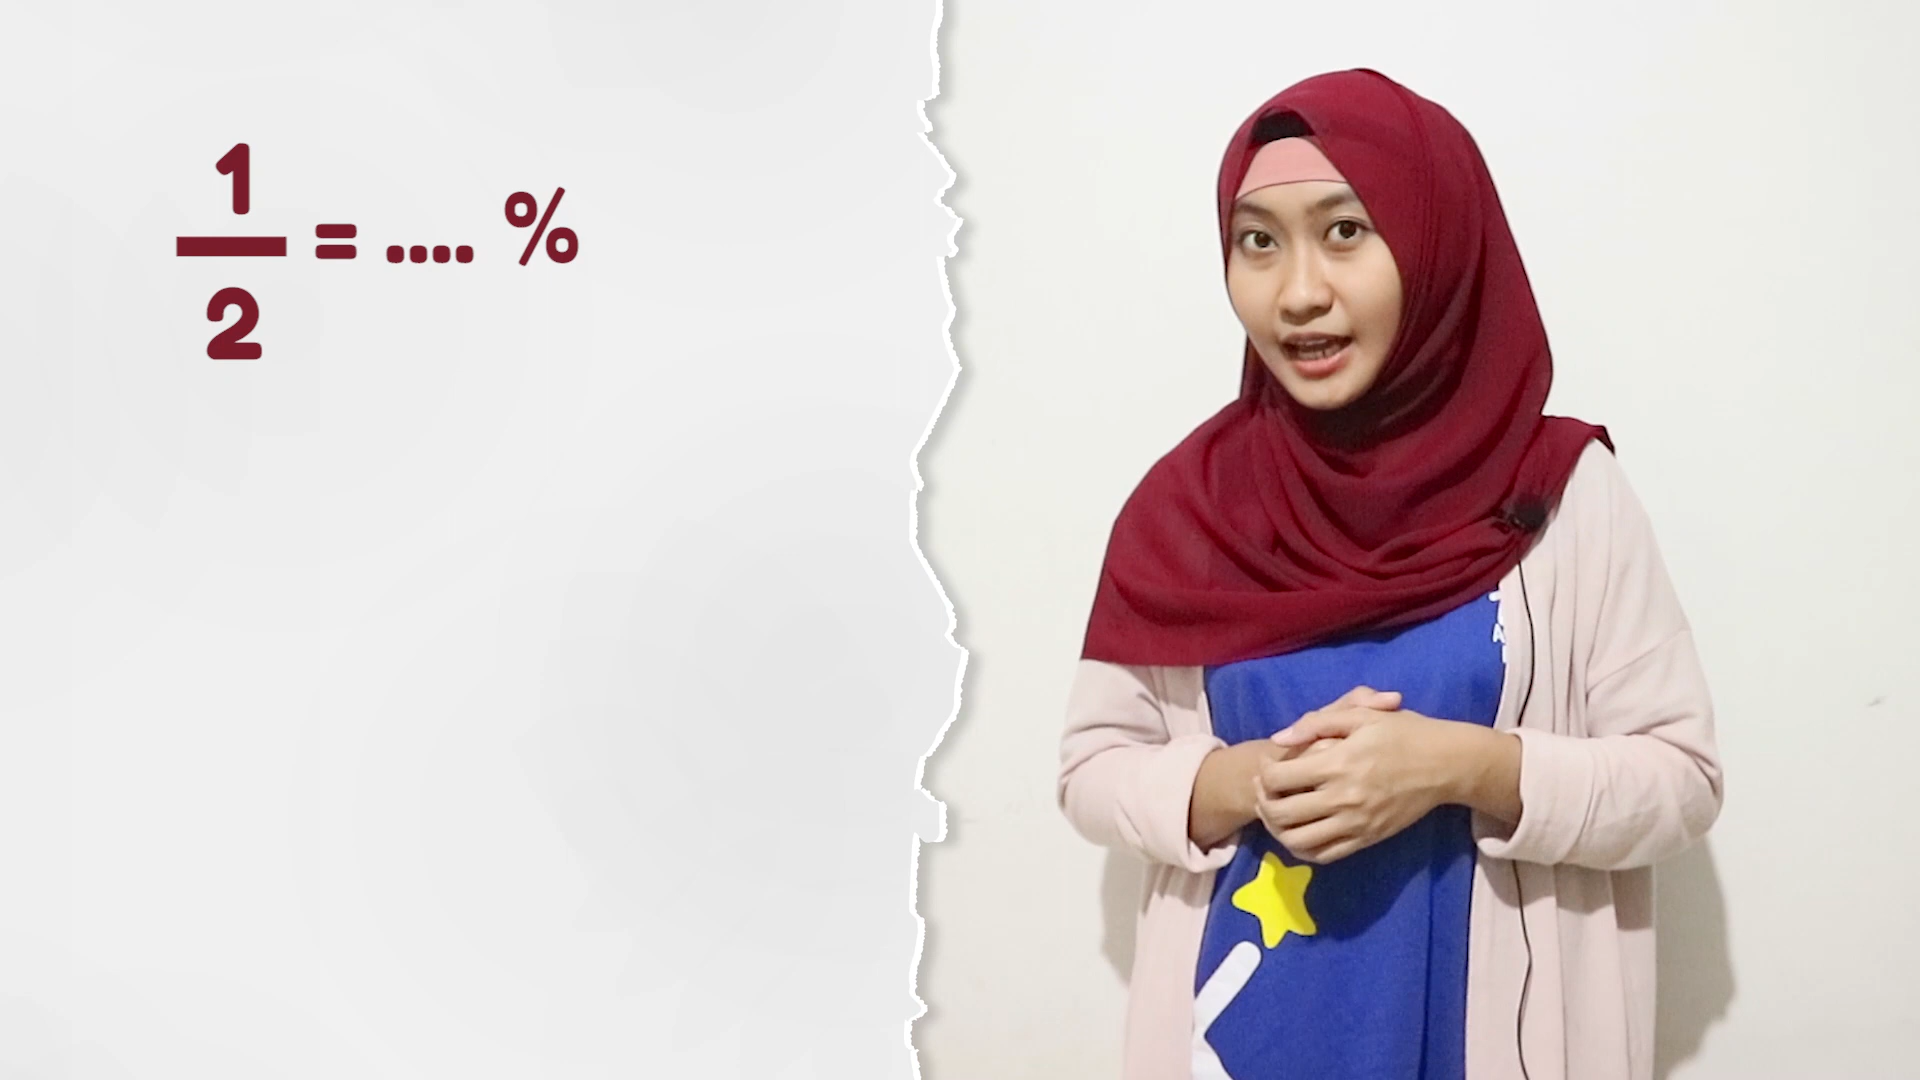 1
= .... %
2